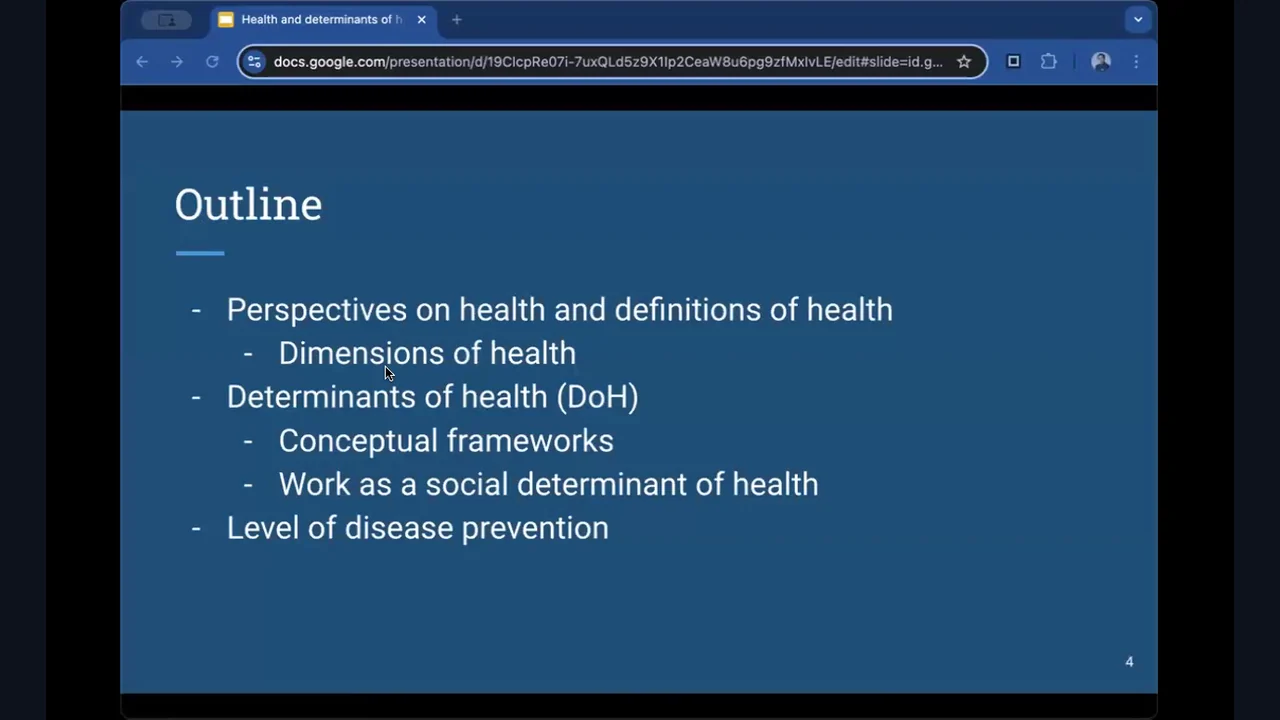 Health and determinants of h
docs.google.com/presentation/d/19ClcpRe07i-7uxQLd5z9X1Ip2CeaW8u6pg9zfMxIvLE/edit#slide=id.g...
Outline
- Perspectives on health and definitions of health
- Dimensions of health
- Determinants of health (DoH)
- Conceptual frameworks
- Work as a social determinant of health
- Level of disease prevention
4